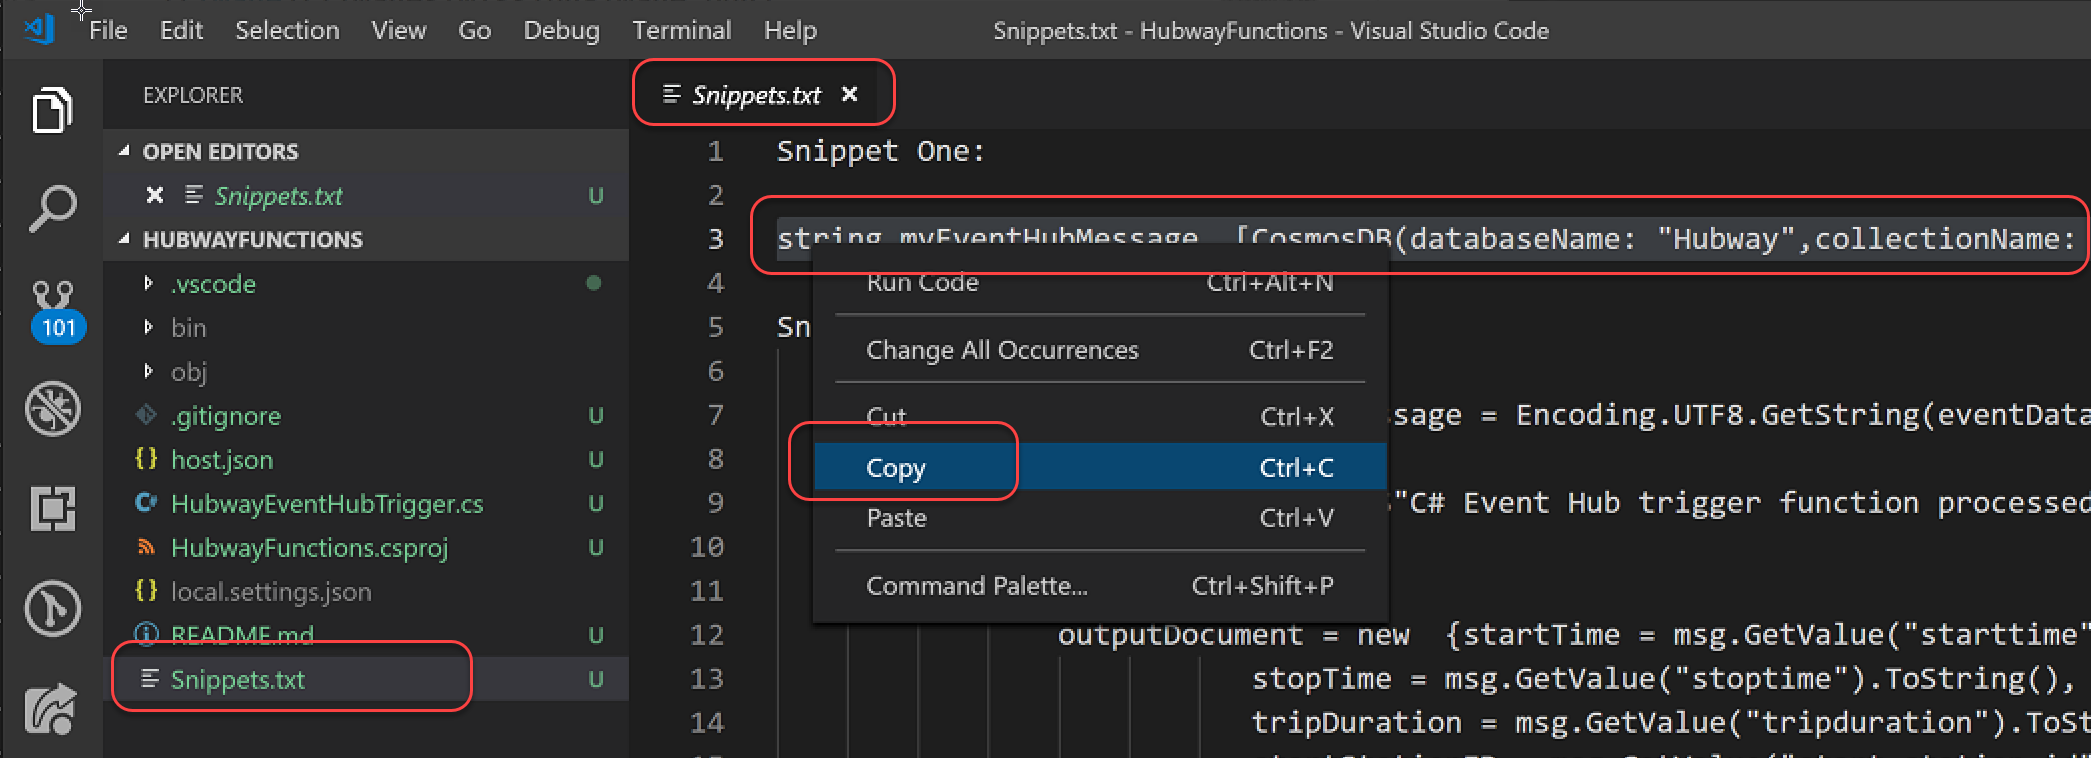 File Edit Selection View Go Debug Terminal Help Snippets.txt - HubwayFunctions - Visual Studio Code
EXPLORER
OPEN EDITORS
Snippets.txt U
HUBWAYFUNCTIONS
.vscode
bin
obj
.gitignore U
host.json U
HubwayEventHubTrigger.cs U
HubwayFunctions.csproj U
local.settings.json
README.md U
Snippets.txt U
101
Snippets.txt
1 Snippet One:
2
3 string myEventHubMessage, [CosmosDB(databaseName: "Hubway",collectionName:
4
5 Sn
6
7 ssage = Encoding.UTF8.GetString(eventData
8
9 "C# Event Hub trigger function processed
10
11
12 outputDocument = new {startTime = msg.GetValue("starttime"
13 stopTime = msg.GetValue("stoptime").ToString(),
14 tripDuration = msg.GetValue("tripduration").ToSt
Run Code Ctrl+Alt+N
Change All Occurrences Ctrl+F2
Cut Ctrl+X
Copy Ctrl+C
Paste Ctrl+V
Command Palette... Ctrl+Shift+P